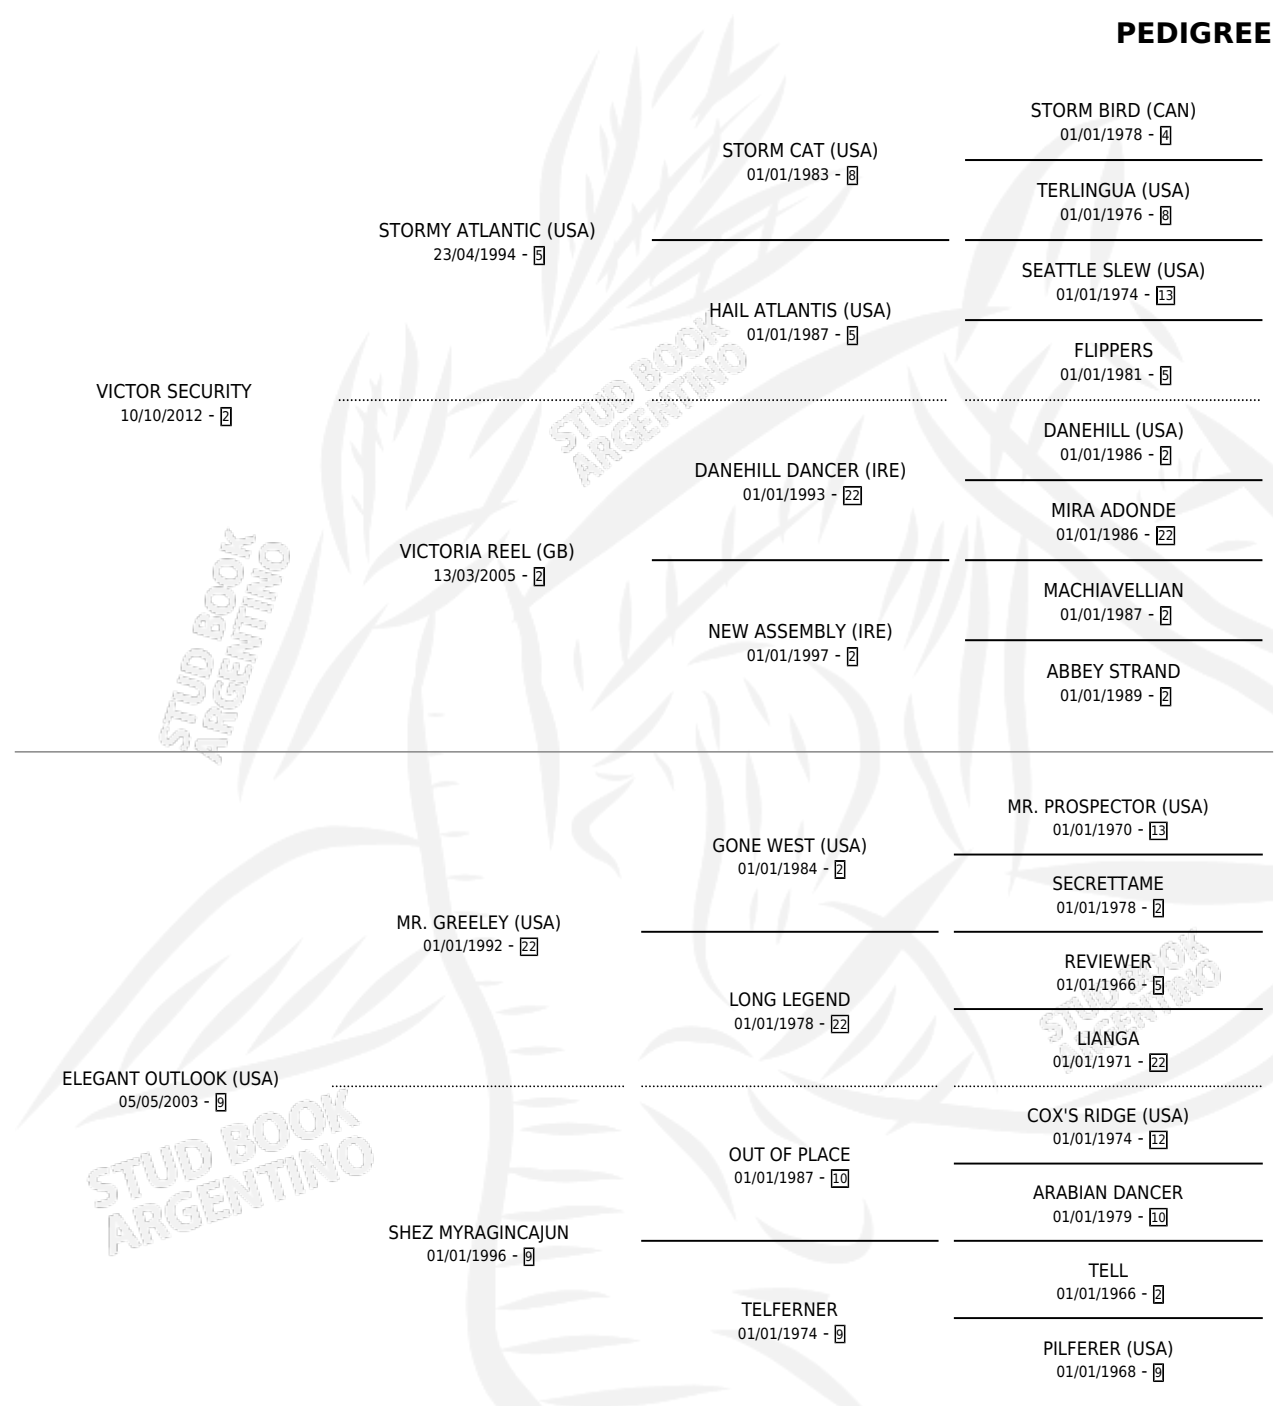 PEDIGREE
STORM BIRD (CAN)
01/01/1978 - 4
STORM CAT (USA)
01/01/1983 - 8
TERLINGUA (USA)
01/01/1976 - 8
STORMY ATLANTIC (USA)
23/04/1994 - 5
SEATTLE SLEW (USA)
01/01/1974 - 13
HAIL ATLANTIS (USA)
01/01/1987 - 5
FLIPPERS
01/01/1981 - 5
VICTOR SECURITY
10/10/2012 - 2
DANEHILL (USA)
01/01/1986 - 2
DANEHILL DANCER (IRE)
01/01/1993 - 22
MIRA ADONDE
01/01/1986 - 22
VICTORIA REEL (GB)
13/03/2005 - 2
MACHIAVELLIAN
01/01/1987 - 2
NEW ASSEMBLY (IRE)
01/01/1997 - 2
ABBEY STRAND
01/01/1989 - 2
MR. PROSPECTOR (USA)
01/01/1970 - 13
GONE WEST (USA)
01/01/1984 - 2
SECRETTAME
01/01/1978 - 2
MR. GREELEY (USA)
01/01/1992 - 22
REVIEWER
01/01/1966 - 5
LONG LEGEND
01/01/1978 - 22
LIANGA
01/01/1971 - 22
ELEGANT OUTLOOK (USA)
05/05/2003 - 9
COX'S RIDGE (USA)
01/01/1974 - 12
OUT OF PLACE
01/01/1987 - 10
ARABIAN DANCER
01/01/1979 - 10
SHEZ MYRAGINCAJUN
01/01/1996 - 9
TELL
01/01/1966 - 2
TELFERNER
01/01/1974 - 9
PILFERER (USA)
01/01/1968 - 9
STUD BOOK
ARGENTINO
STUD BOOK
ARGENTINO
STUD BOOK
ARGENTINO
STUD BOOK
ARGENTINO